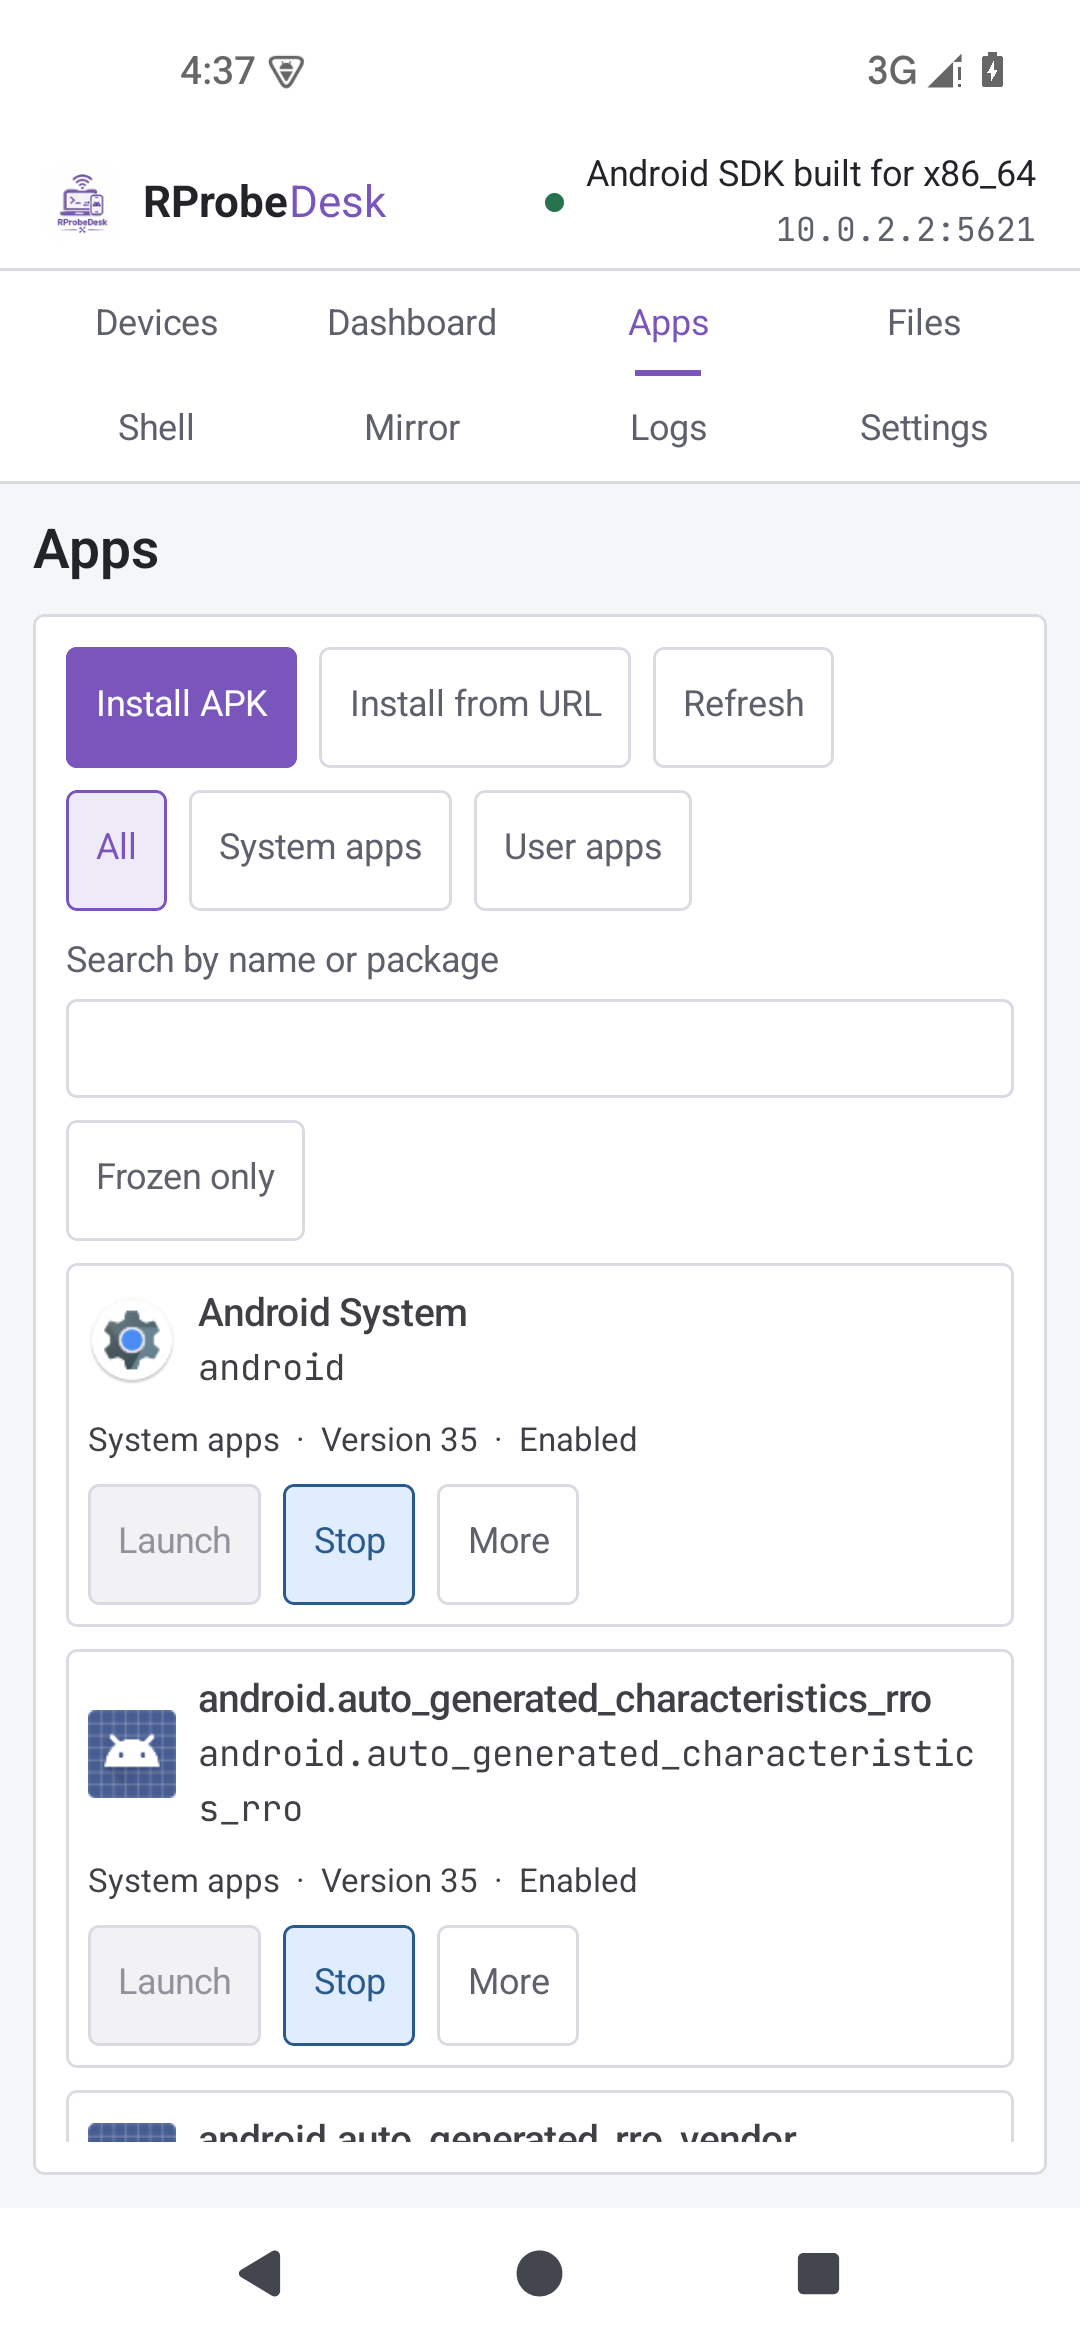 4:37
3G
RProbeDesk
RProbeDesk
Android SDK built for x86_64
10.0.2.2:5621
Devices
Dashboard
Apps
Files
Shell
Mirror
Logs
Settings
Apps
Install APK
Install from URL
Refresh
All
System apps
User apps
Search by name or package
Frozen only
Android System
android
System apps · Version 35 · Enabled
Launch
Stop
More
android.auto_generated_characteristics_rro
android.auto_generated_characteristic
s_rro
System apps · Version 35 · Enabled
Launch
Stop
More
android.auto_generated_rro_vendor